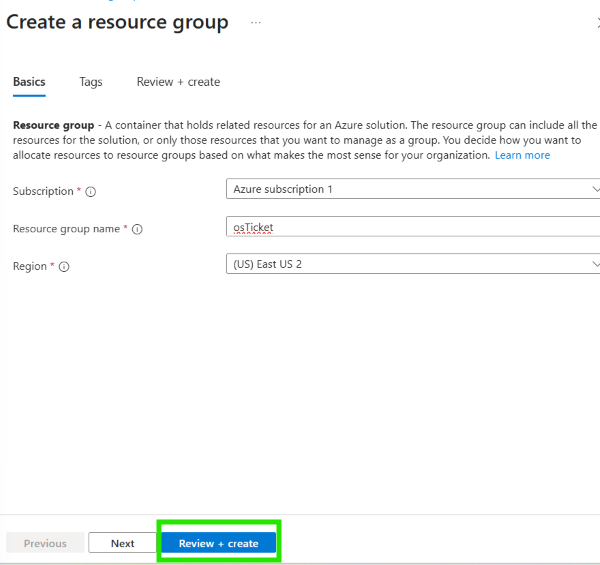 Create a resource group ...
Basics Tags Review + create
Resource group - A container that holds related resources for an Azure solution. The resource group can include all the
resources for the solution, or only those resources that you want to manage as a group. You decide how you want to
allocate resources to resource groups based on what makes the most sense for your organization. Learn more
Subscription * Azure subscription 1
Resource group name * osTicket
Region * (US) East US 2
Previous Next Review + create